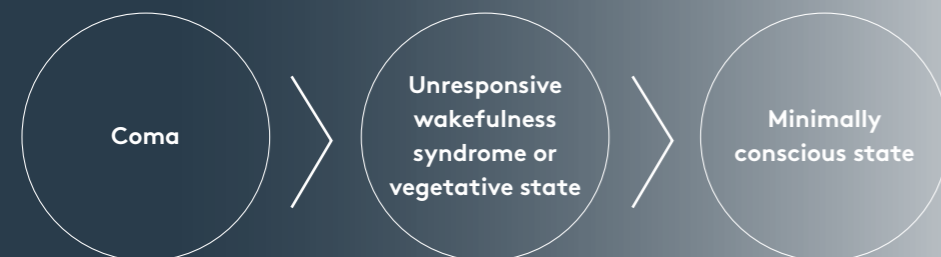 Coma
Unresponsive
wakefulness
syndrome or
vegetative state
Minimally
conscious state